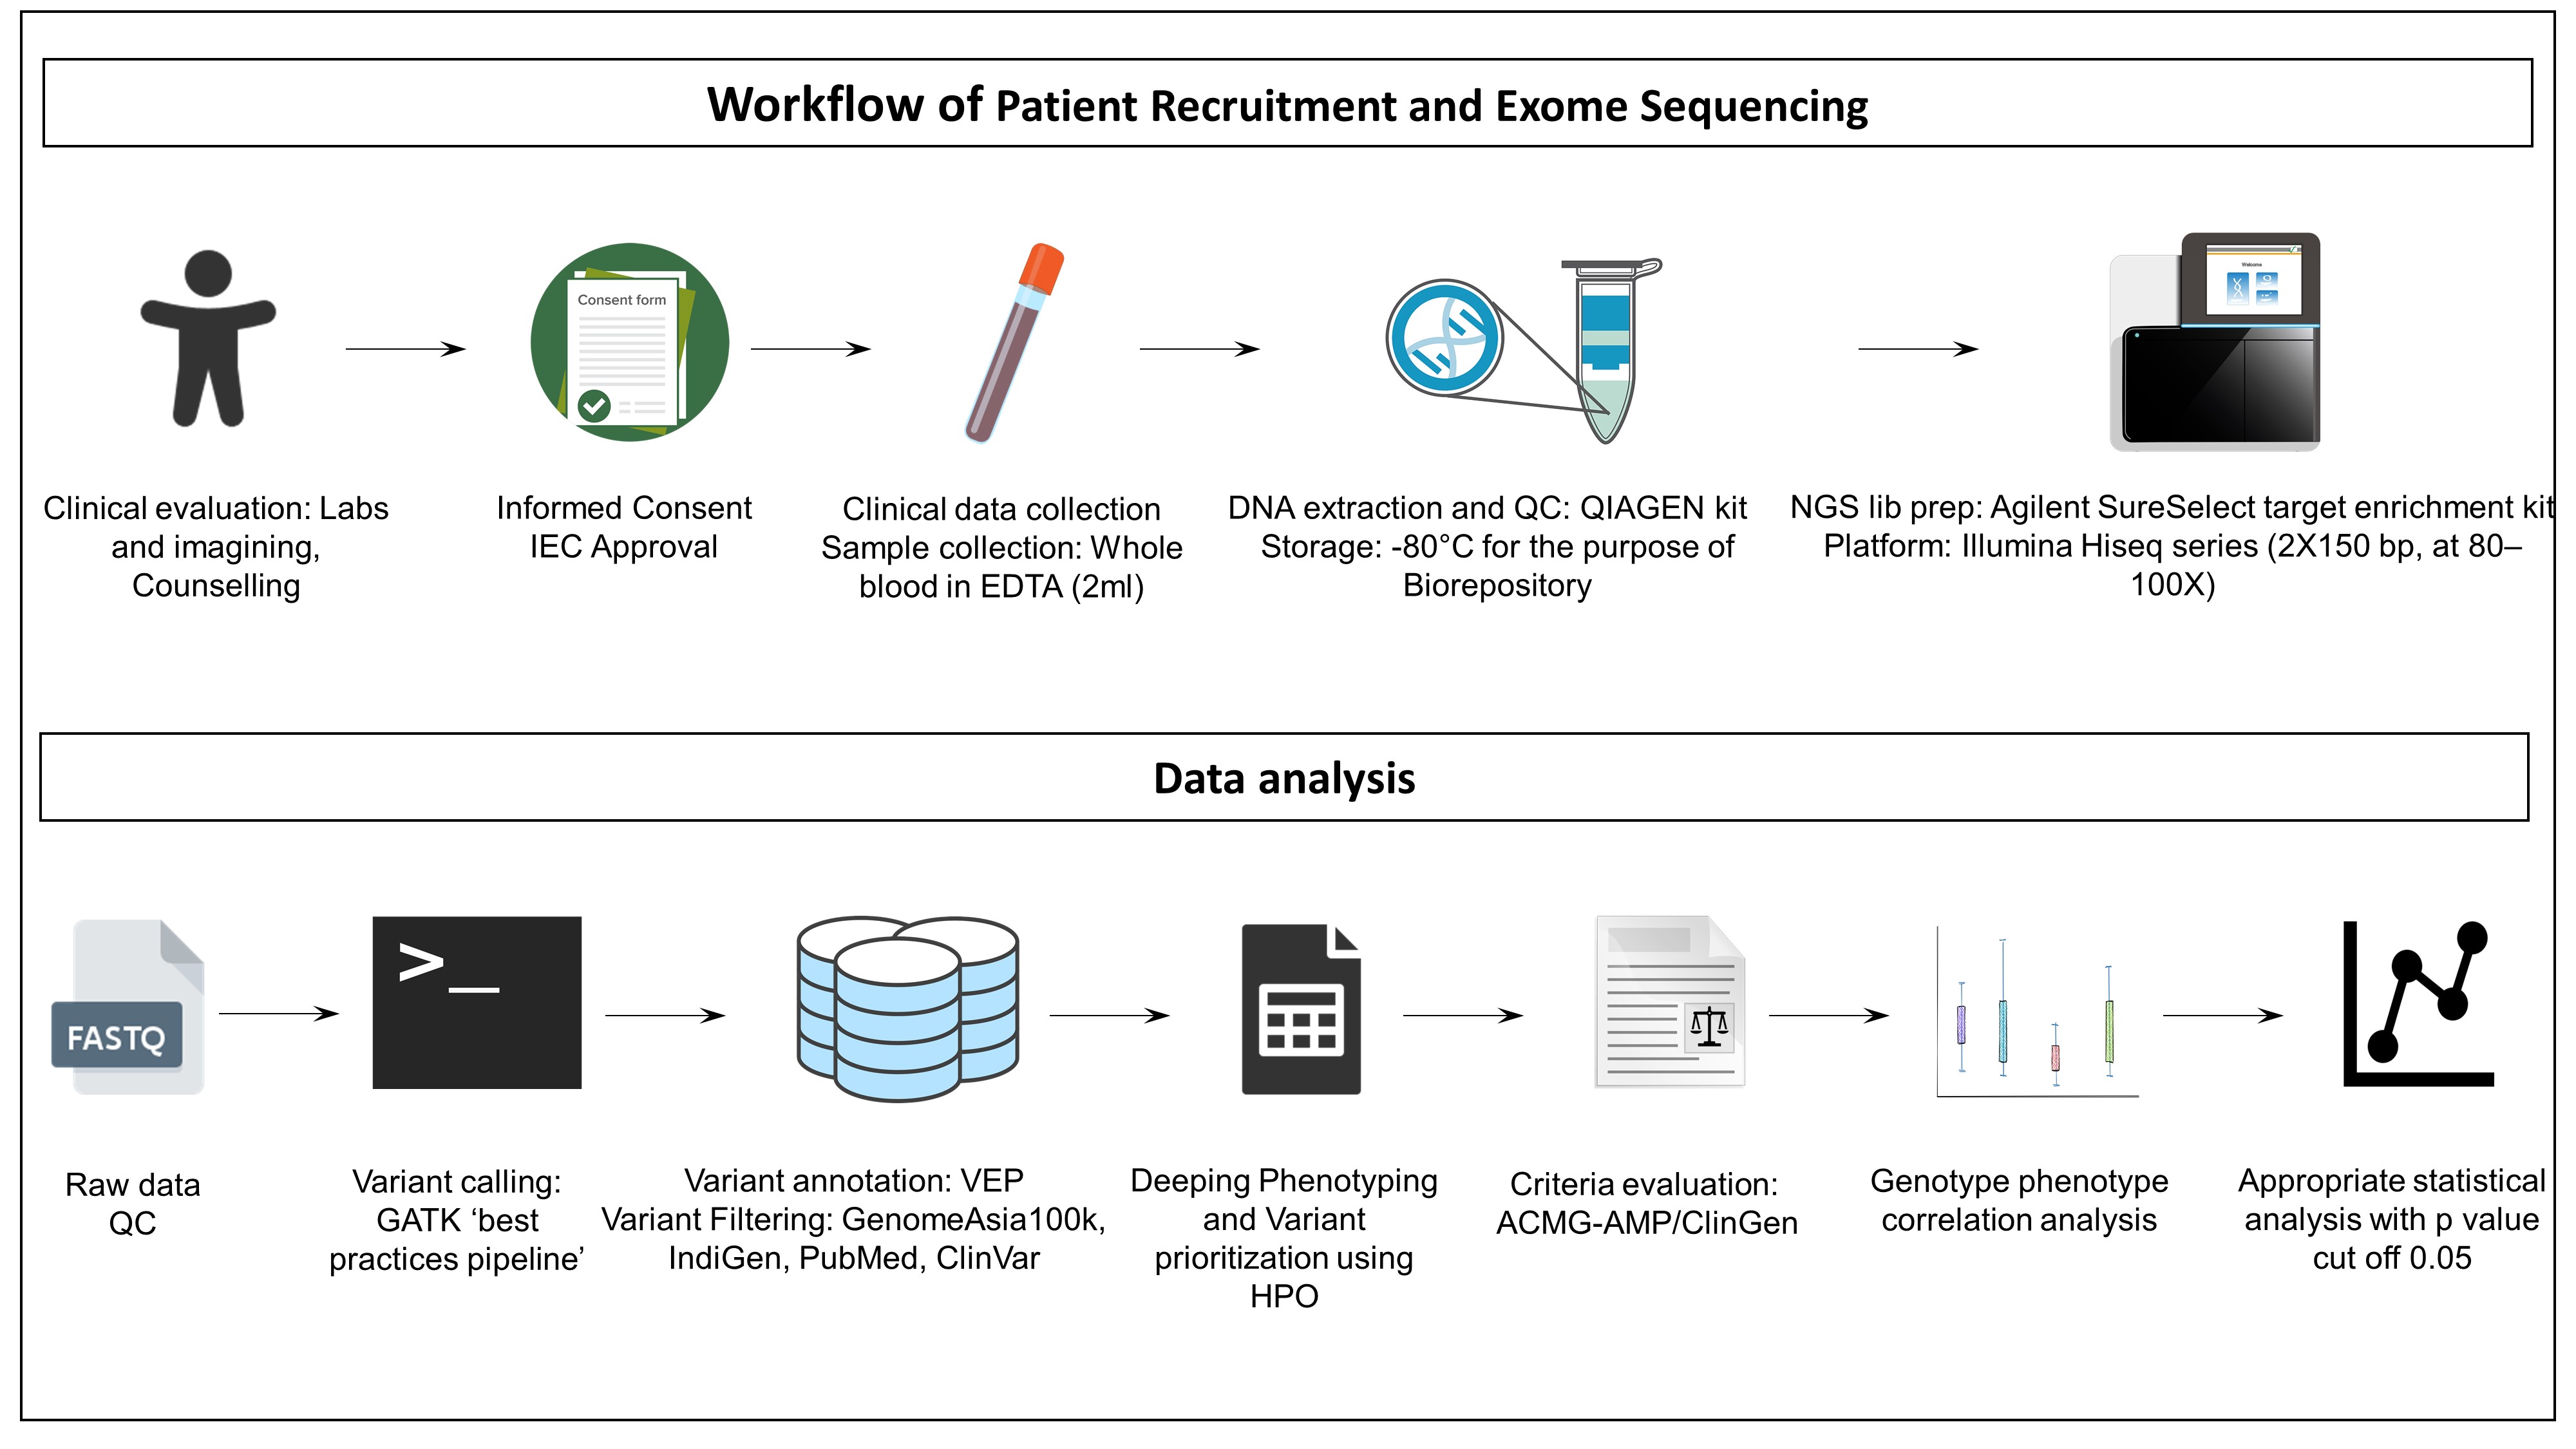 Workflow of Patient Recruitment and Exome Sequencing
Consent form
Welcome
Clinical evaluation: Labs
and imagining,
Counselling
Informed Consent
IEC Approval
Clinical data collection
Sample collection: Whole
blood in EDTA (2ml)
DNA extraction and QC: QIAGEN kit
Storage: -80°C for the purpose of
Biorepository
NGS lib prep: Agilent SureSelect target enrichment kit
Platform: Illumina Hiseq series (2X150 bp, at 80–
100X)
Data analysis
FASTQ
>_
Raw data
QC
Variant calling:
GATK ‘best
practices pipeline’
Variant annotation: VEP
Variant Filtering: GenomeAsia100k,
IndiGen, PubMed, ClinVar
Deeping Phenotyping
and Variant
prioritization using
HPO
Criteria evaluation:
ACMG-AMP/ClinGen
Genotype phenotype
correlation analysis
Appropriate statistical
analysis with p value
cut off 0.05